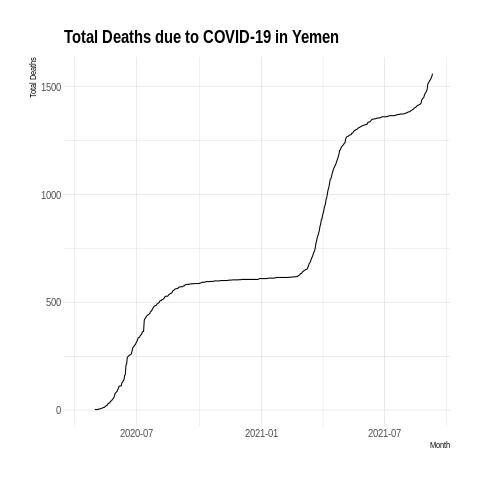 Total Deaths due to COVID-19 in Yemen
Total Deaths
1500
1000
500
0
2020-07 2021-01 2021-07
Month